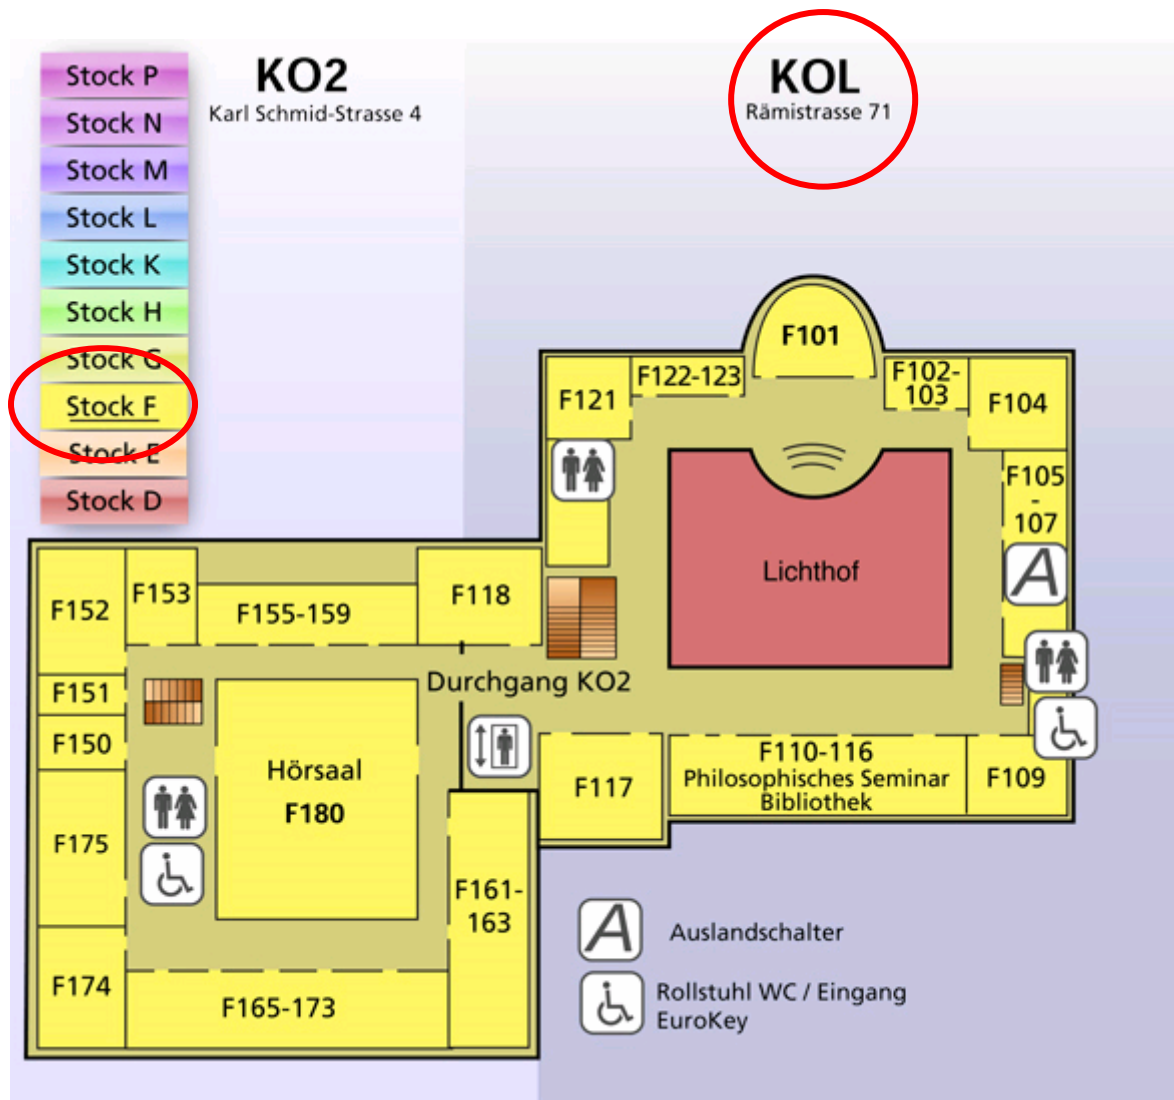 KO2
Karl Schmid-Strasse 4
KOL
Rämistrasse 71
Stock P
Stock N
Stock M
Stock L
Stock K
Stock H
Stock G
Stock F
Stock E
Stock D
F101
F121
F122-123
F102-
103
F104
F105
-
107
A
Lichthof
F152
F153
F155-159
F118
F151
F150
F175
F174
Durchgang KO2
Hörsaal
F180
F117
F110-116
Philosophisches Seminar
Bibliothek
F109
F161-
163
F165-173
A
Auslandschalter
Rollstuhl WC / Eingang
EuroKey